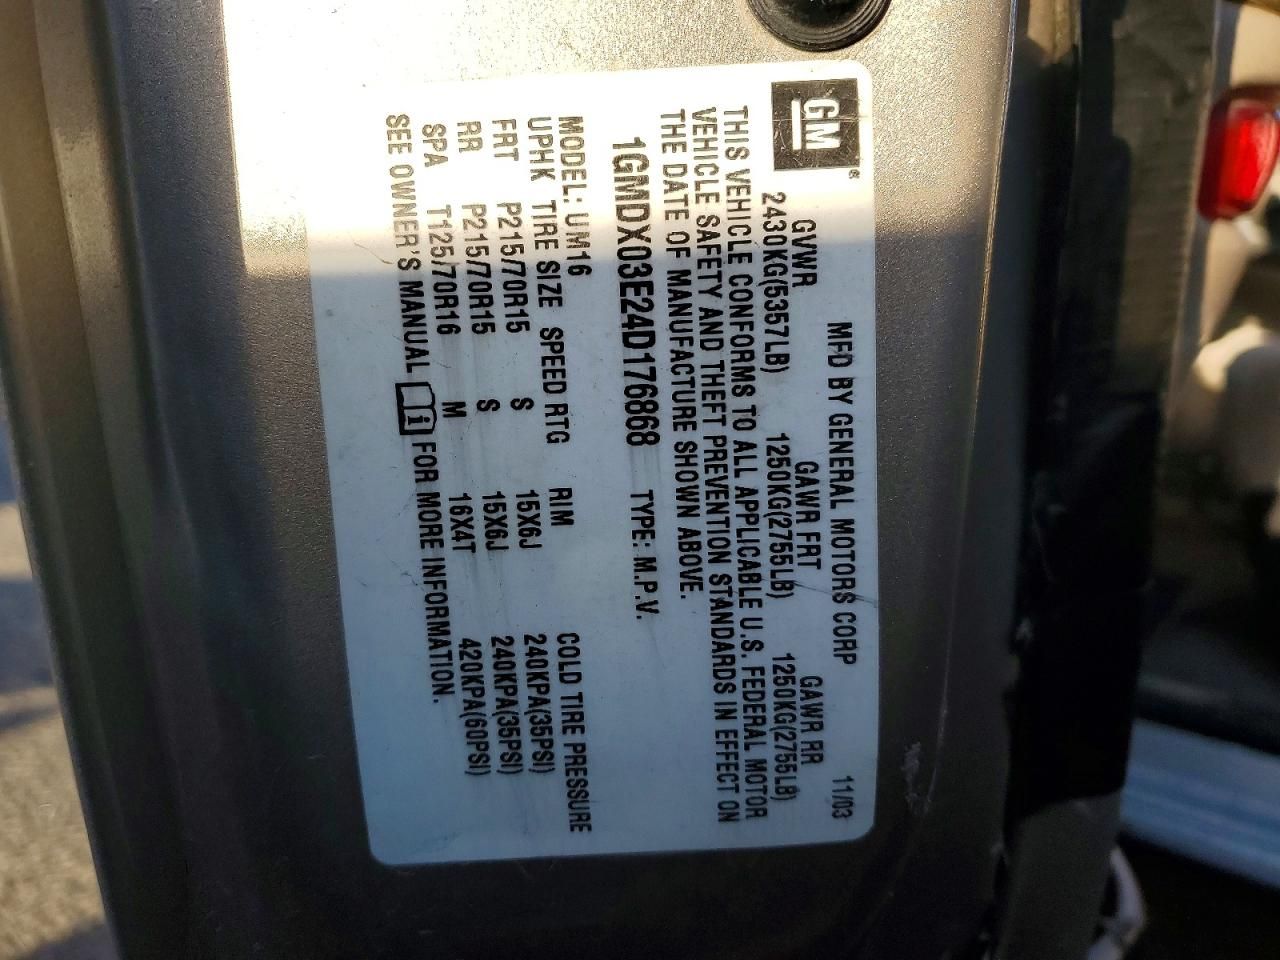 GM®
MFD BY GENERAL MOTORS CORP 11/03
GVWR GAWR FRT GAWR RR
2430KG(5357LB) 1250KG(2755LB) 1250KG(2755LB)
THIS VEHICLE CONFORMS TO ALL APPLICABLE U.S. FEDERAL MOTOR
VEHICLE SAFETY AND THEFT PREVENTION STANDARDS IN EFFECT ON
THE DATE OF MANUFACTURE SHOWN ABOVE.
1GMDX03E24D176868 TYPE: M.P.V.
MODEL: UM16
UPHK TIRE SIZE SPEED RTG RIM COLD TIRE PRESSURE
FRT P215/70R15 S 15X6J 240KPA(35PSI)
RR P215/70R15 S 15X6J 240KPA(35PSI)
SPA T125/70R16 M 16X4T 420KPA(60PSI)
SEE OWNER'S MANUAL i FOR MORE INFORMATION.